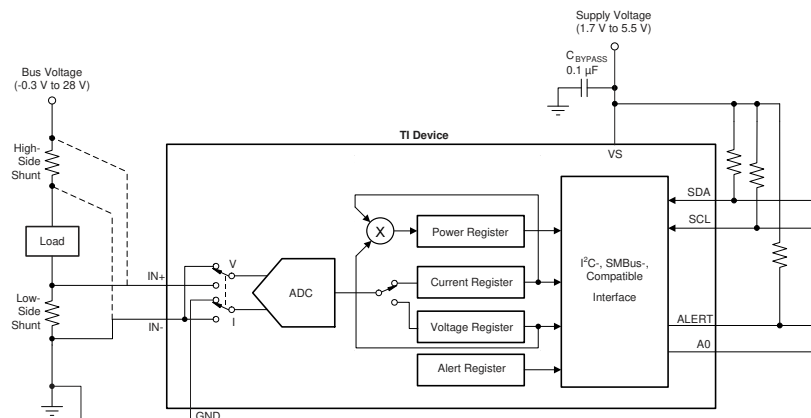 Supply Voltage
(1.7 V to 5.5 V)
C_BYPASS
0.1 µF
Bus Voltage
(-0.3 V to 28 V)
TI Device
VS
High-
Side
Shunt
SDA
SCL
X
Power Register
Load
V
I²C-, SMBus-,
Compatible
Interface
IN+
ADC
Current Register
Low-
Side
Shunt
IN-
I
Voltage Register
ALERT
A0
Alert Register
GND